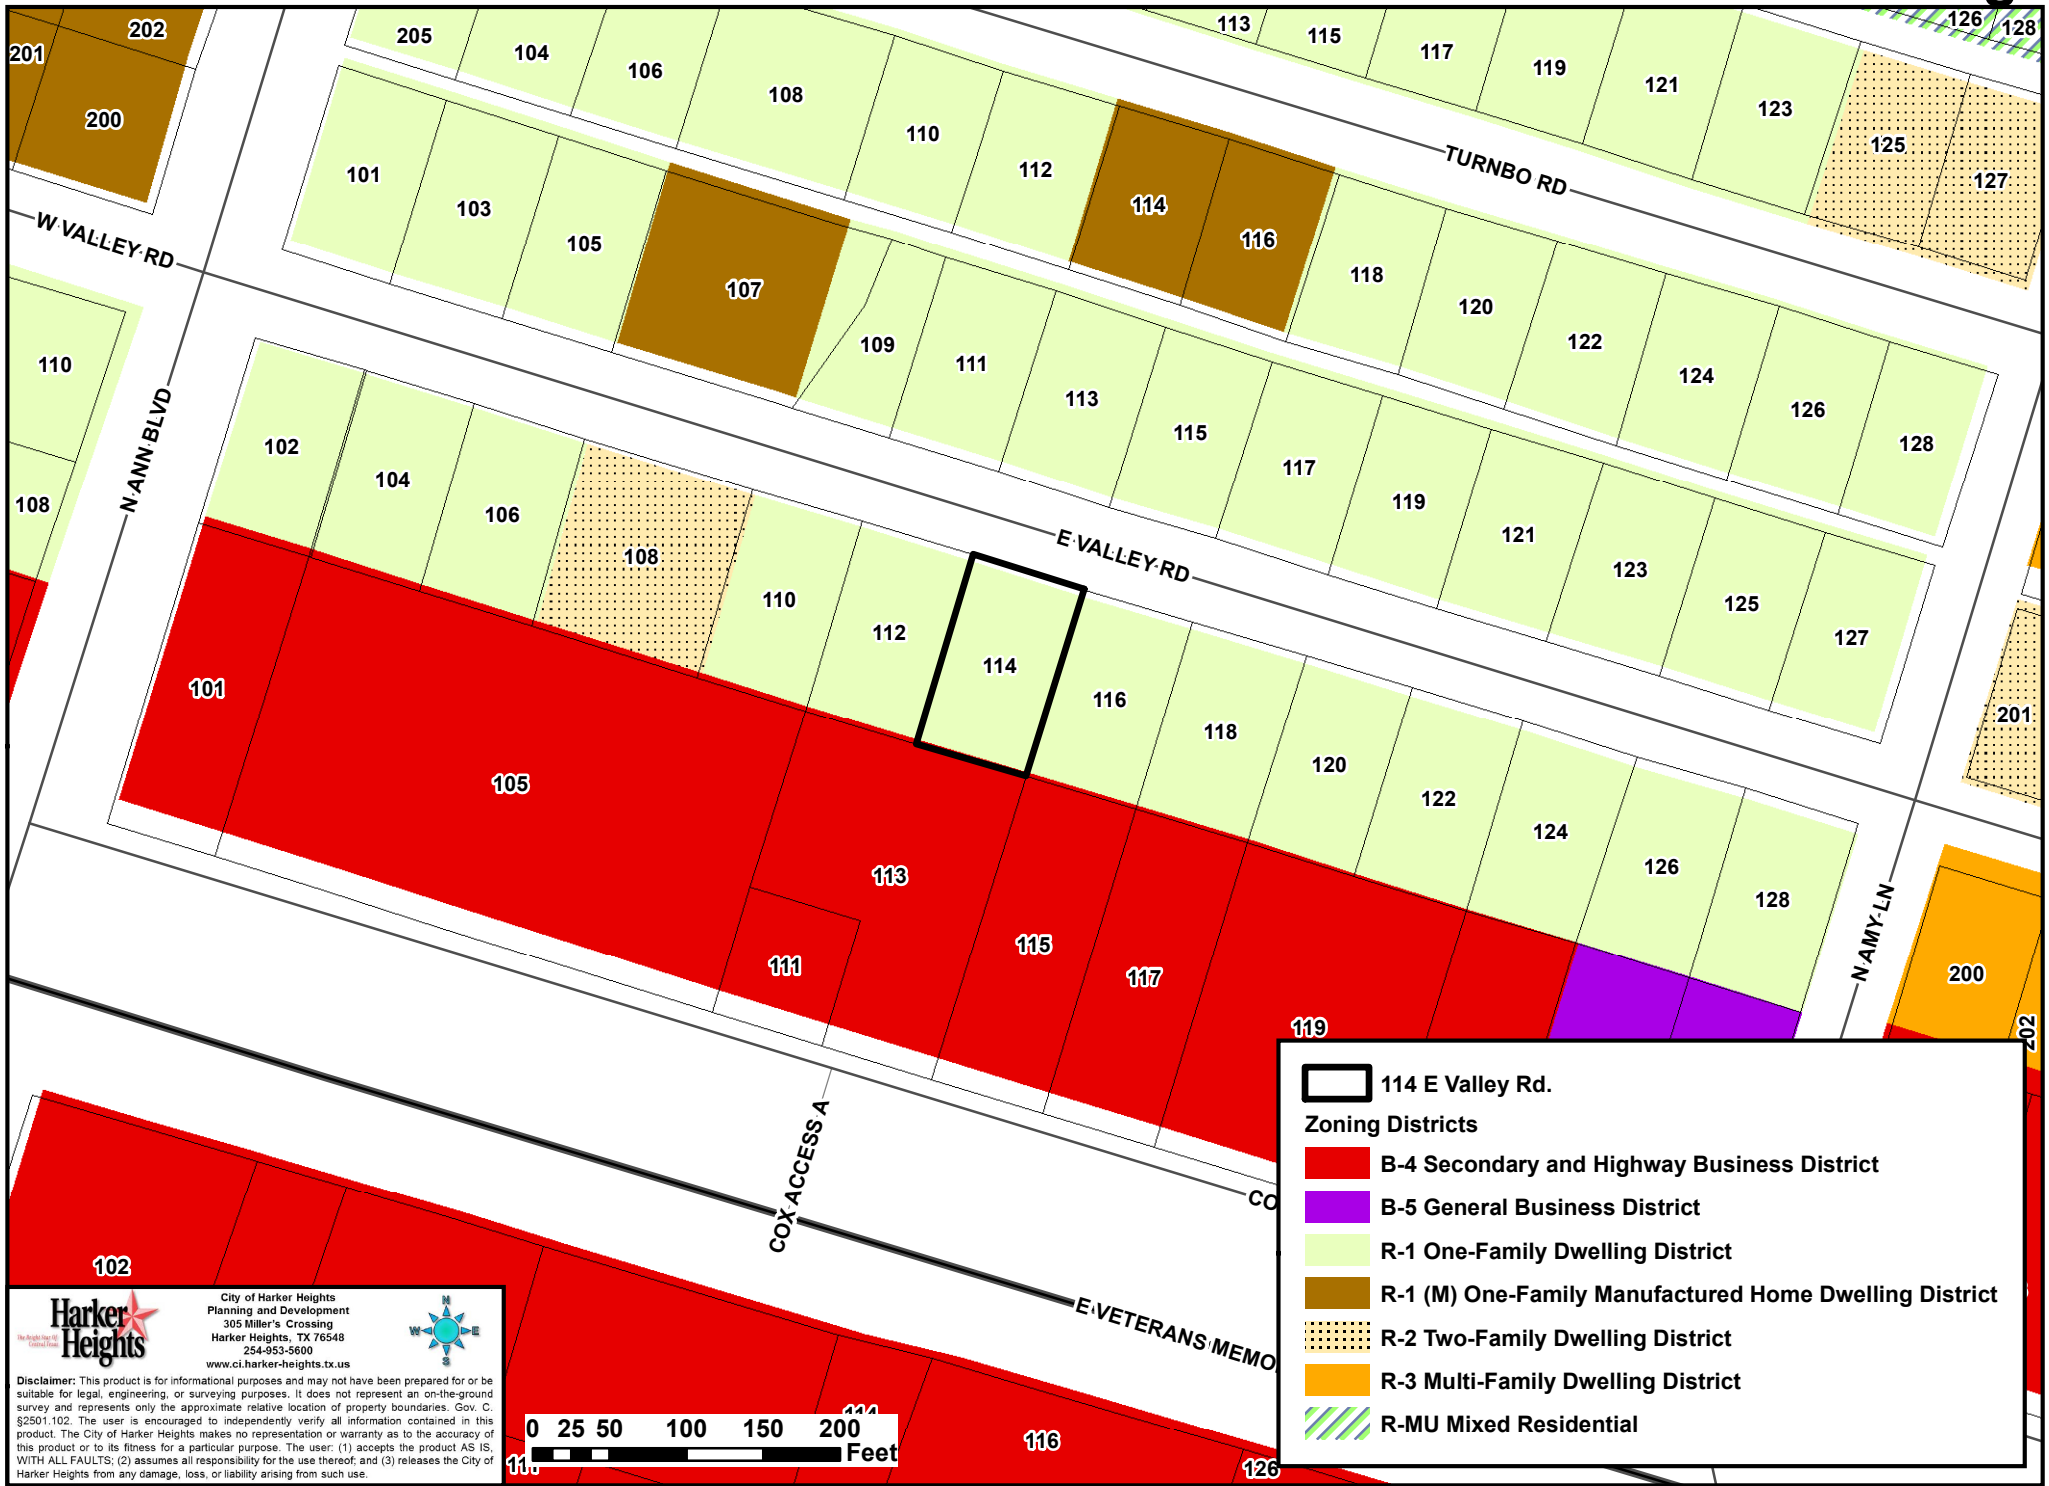 202
201
200
205
104
106
108
110
112
114
116
118
120
122
124
126
128
113
115
117
119
121
123
125
127
126
128
TURNBO RD
W VALLEY RD
101
103
105
107
109
111
113
115
117
119
121
123
125
127
E VALLEY RD
110
108
N ANN BLVD
102
104
106
108
110
112
114
116
118
120
122
124
126
128
201
N AMY LN
200
202
101
105
113
111
115
117
119
COX ACCESS A
CO
E VETERANS MEMO
102
114
116
126
114 E Valley Rd.
Zoning Districts
B-4 Secondary and Highway Business District
B-5 General Business District
R-1 One-Family Dwelling District
R-1 (M) One-Family Manufactured Home Dwelling District
R-2 Two-Family Dwelling District
R-3 Multi-Family Dwelling District
R-MU Mixed Residential
Harker
Heights
City of Harker Heights
Planning and Development
305 Miller's Crossing
Harker Heights, TX 76548
254-953-5600
www.ci.harker-heights.tx.us
N
W E
S
Disclaimer: This product is for informational purposes and may not have been prepared for or be
suitable for legal, engineering, or surveying purposes. It does not represent an on-the-ground
survey and represents only the approximate relative location of property boundaries. Gov. C.
§2501.102. The user is encouraged to independently verify all information contained in this
product. The City of Harker Heights makes no representation or warranty as to the accuracy of
this product or to its fitness for a particular purpose. The user: (1) accepts the product AS IS,
WITH ALL FAULTS; (2) assumes all responsibility for the use thereof; and (3) releases the City of
Harker Heights from any damage, loss, or liability arising from such use.
0 25 50 100 150 200
Feet